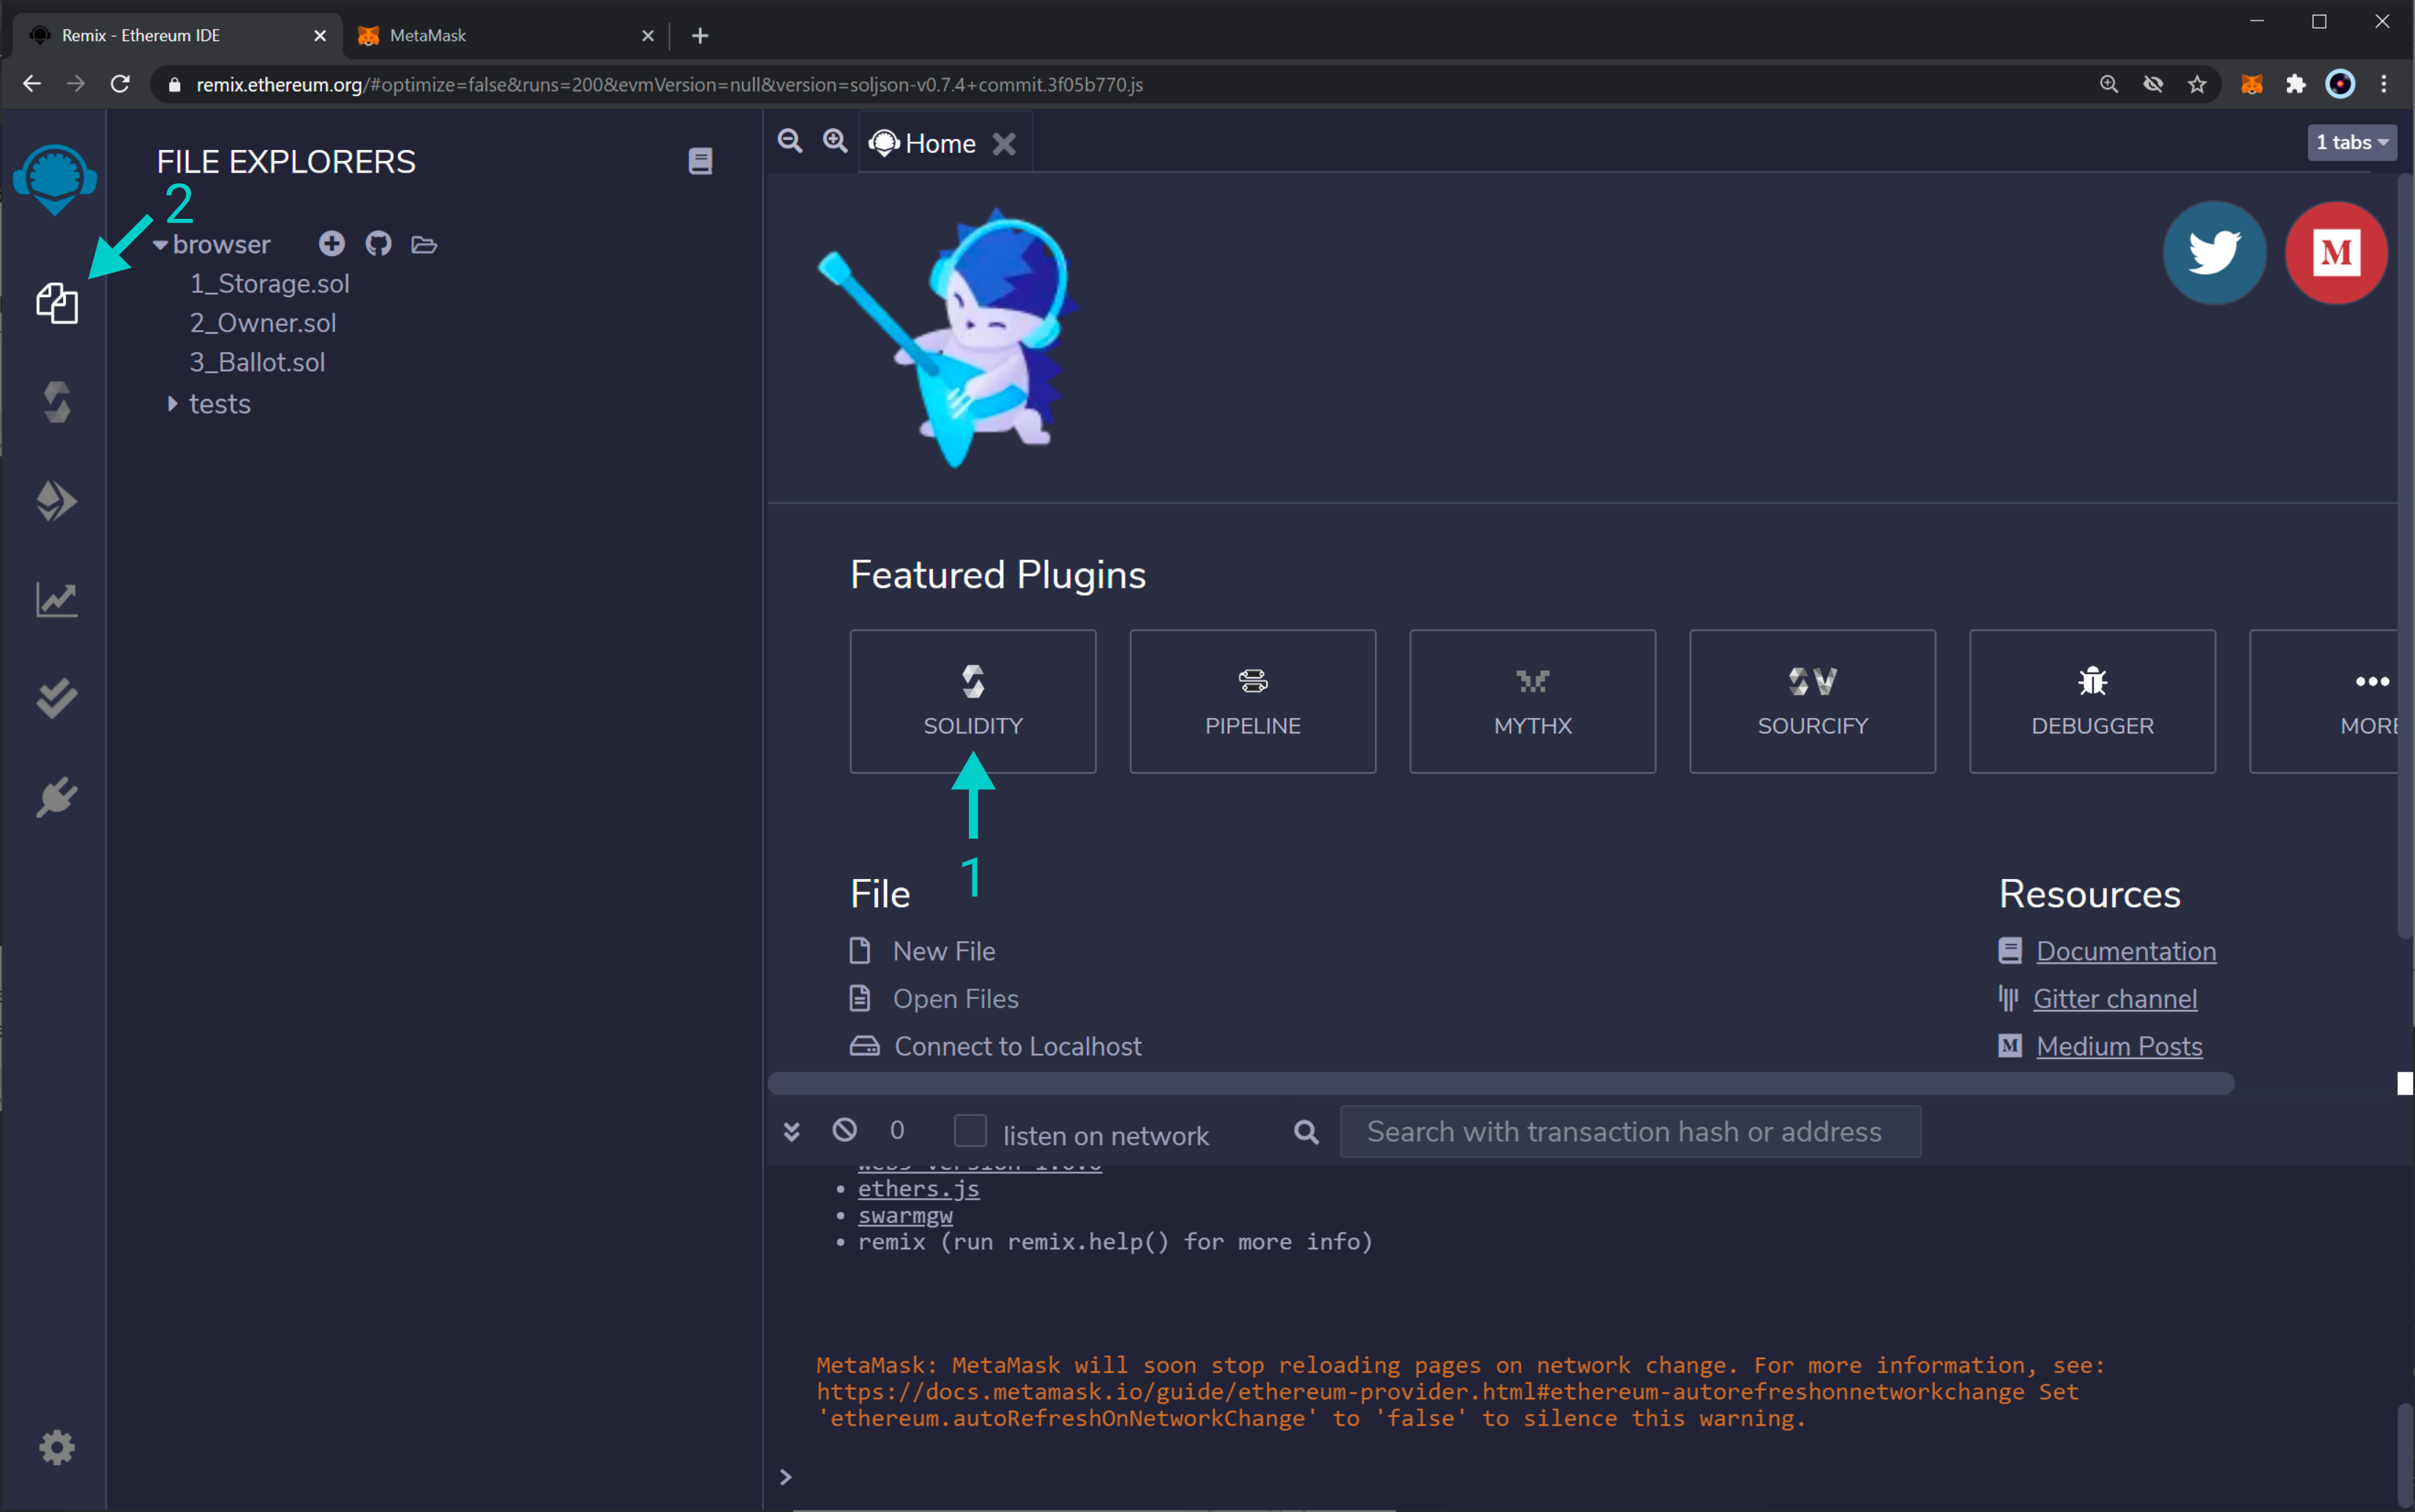 Remix - Ethereum IDE
MetaMask
remix.ethereum.org/#optimize=false&runs=200&evmVersion=null&version=soljson-v0.7.4+commit.3f05b770.js
FILE EXPLORERS
2
browser
1_Storage.sol
2_Owner.sol
3_Ballot.sol
tests
Home
1 tabs
M
Featured Plugins
SOLIDITY
PIPELINE
MYTHX
SOURCIFY
DEBUGGER
MORE
1
File
New File
Open Files
Connect to Localhost
Resources
Documentation
Gitter channel
M Medium Posts
0
listen on network
Search with transaction hash or address
web3 version 1.0.0
• ethers.js
• swarmgw
• remix (run remix.help() for more info)
MetaMask: MetaMask will soon stop reloading pages on network change. For more information, see:
https://docs.metamask.io/guide/ethereum-provider.html#ethereum-autorefreshonnetworkchange Set
'ethereum.autoRefreshOnNetworkChange' to 'false' to silence this warning.
>